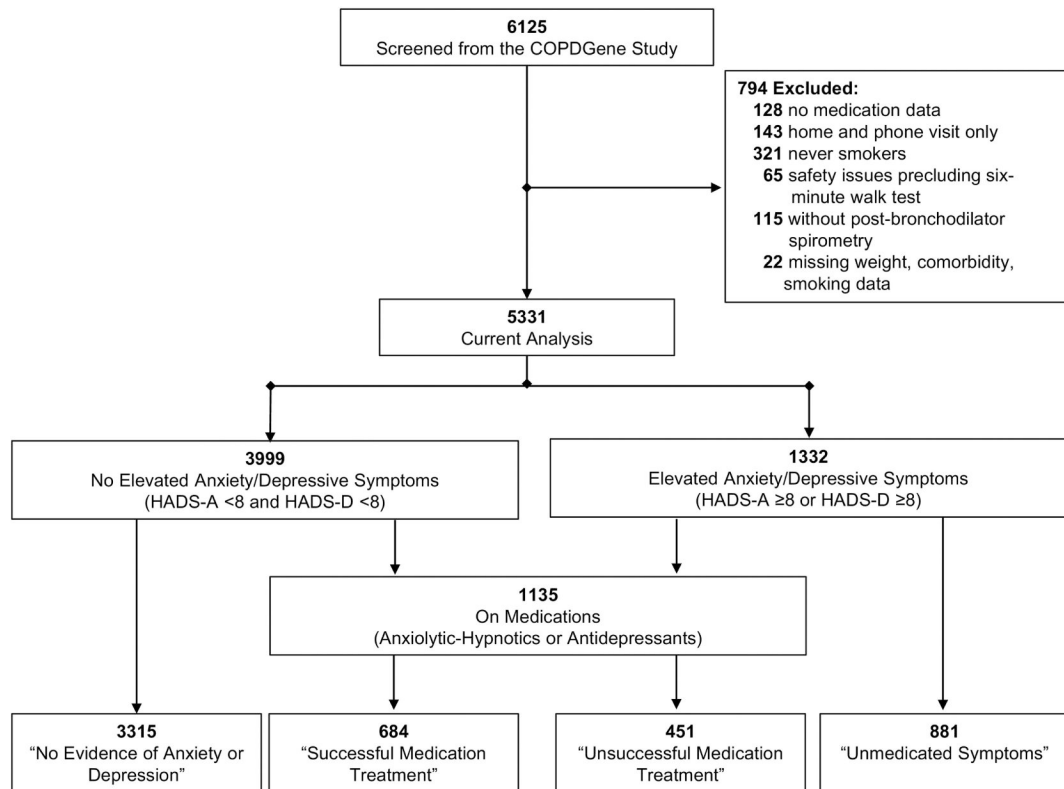 6125
Screened from the COPDGene Study
794 Excluded:
128 no medication data
143 home and phone visit only
321 never smokers
65 safety issues precluding six-
minute walk test
115 without post-bronchodilator
spirometry
22 missing weight, comorbidity,
smoking data
5331
Current Analysis
3999
No Elevated Anxiety/Depressive Symptoms
(HADS-A <8 and HADS-D <8)
1332
Elevated Anxiety/Depressive Symptoms
(HADS-A ≥8 or HADS-D ≥8)
1135
On Medications
(Anxiolytic-Hypnotics or Antidepressants)
3315
“No Evidence of Anxiety or
Depression”
684
“Successful Medication
Treatment”
451
“Unsuccessful Medication
Treatment”
881
“Unmedicated Symptoms”